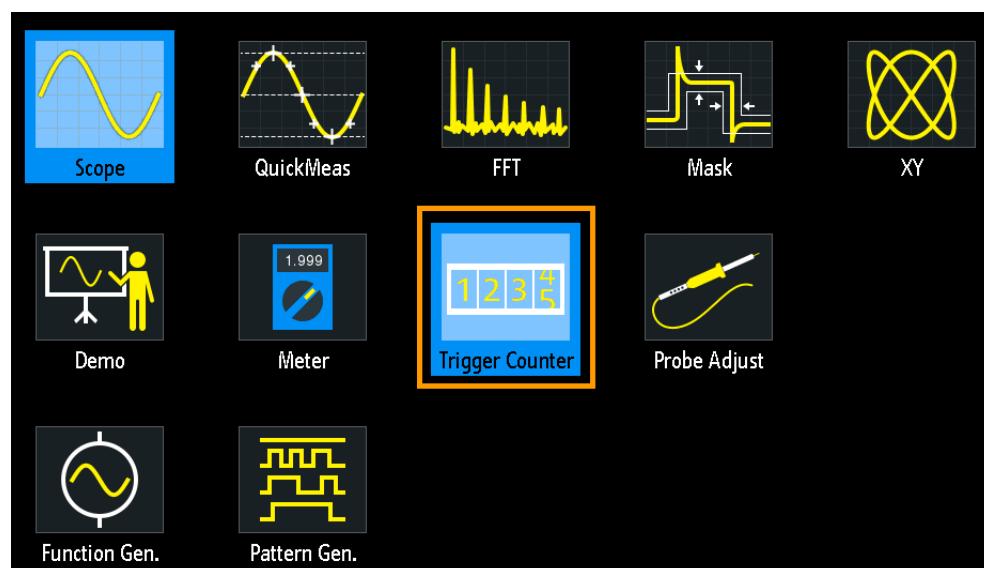 Scope
QuickMeas
FFT
Mask
XY
1.999
1 2 3 4
5
Demo
Meter
Trigger Counter
Probe Adjust
Function Gen.
Pattern Gen.